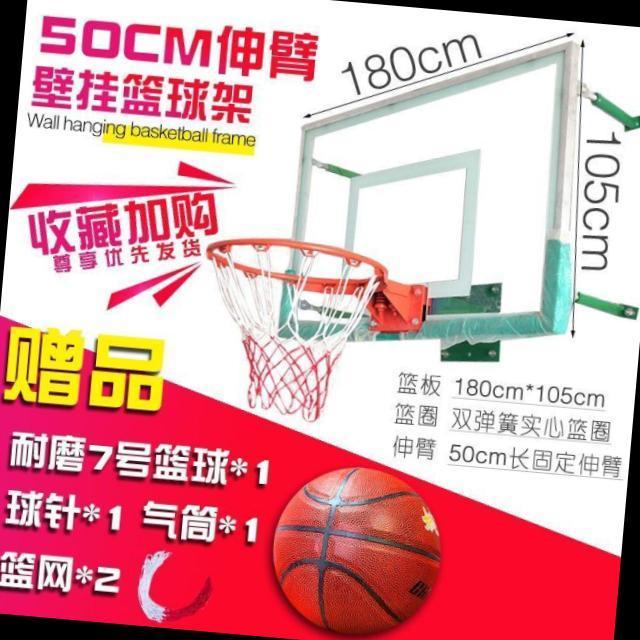 50CM伸臂
壁挂篮球架
Wall hanging basketball frame
180cm
105cm
收藏加购
尊享优先发货
篮板 180cm*105cm
篮圈 双弹簧实心篮圈
伸臂 50cm长固定伸臂
赠品
耐磨7号篮球*1
球针*1 气筒*1
篮网*2